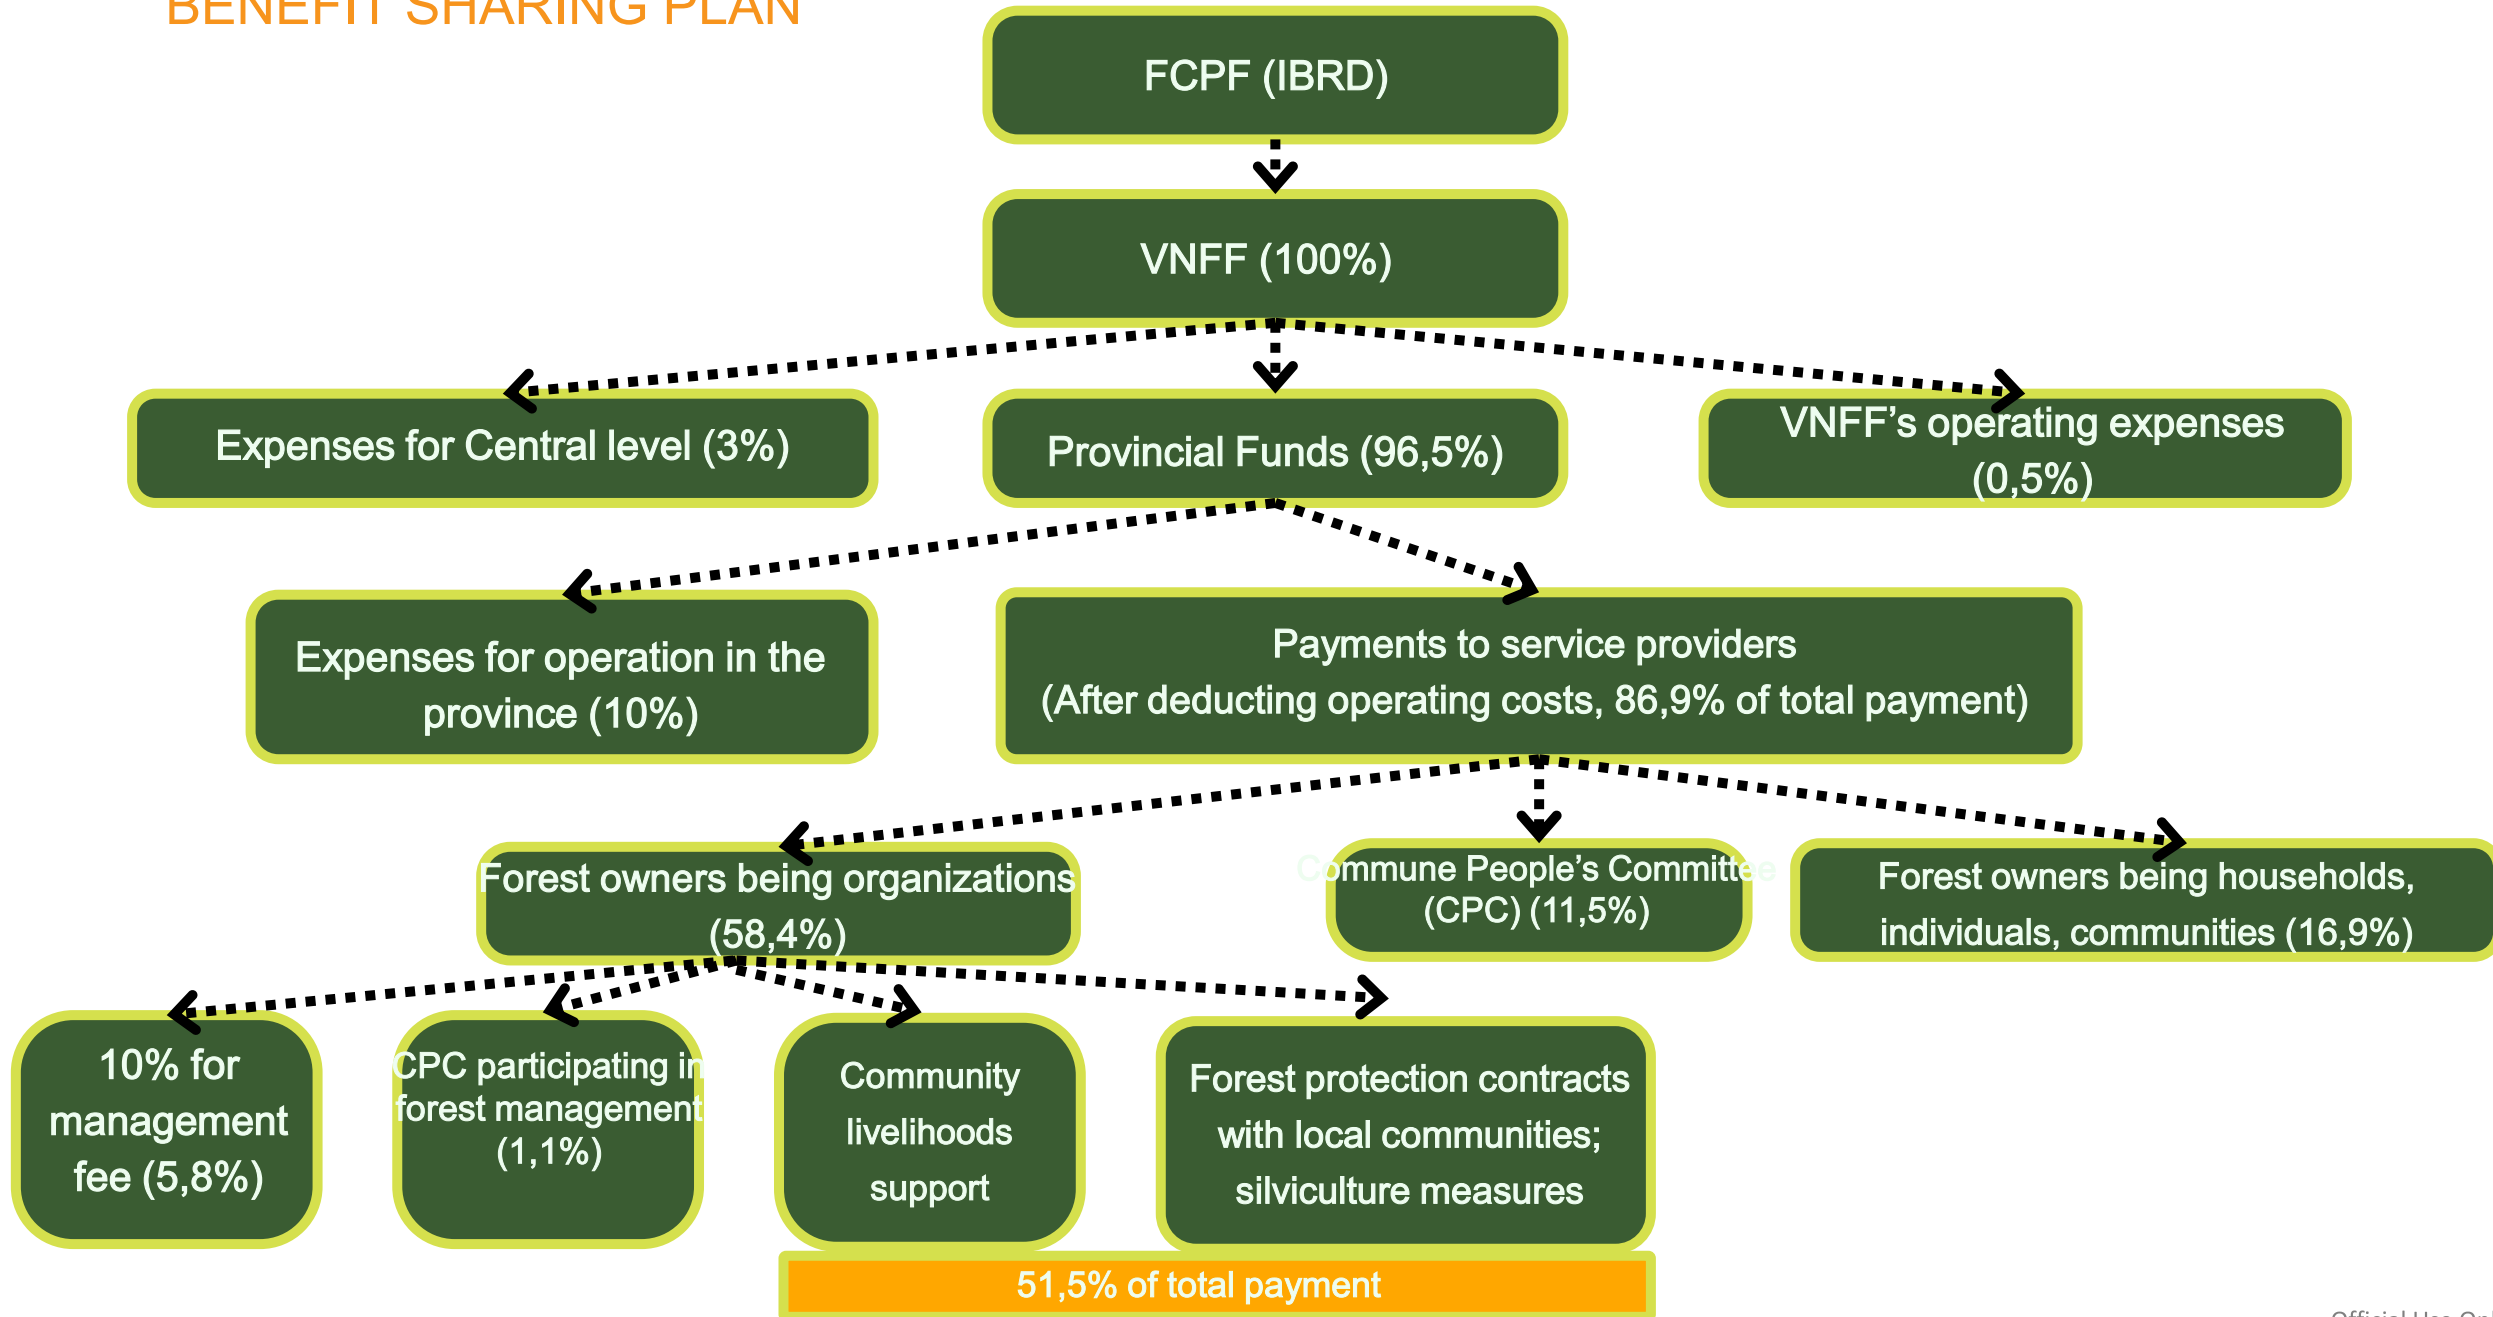 BENEFIT SHARING PLAN
FCPF (IBRD)
VNFF (100%)
Expenses for Central level (3%)
Provincial Funds (96,5%)
VNFF’s operating expenses
(0,5%)
Expenses for operation in the
province (10%)
Payments to service providers
(After deducting operating costs, 86,9% of total payment)
Forest owners being organizations
(58,4%)
Commune People’s Committee
(CPC) (11,5%)
Forest owners being households,
individuals, communities (16,9%)
10% for
management
fee (5,8%)
CPC participating in
forest management
(1,1%)
Community
livelihoods
support
Forest protection contracts
with local communities;
silviculture measures
51,5% of total payment
Official Use